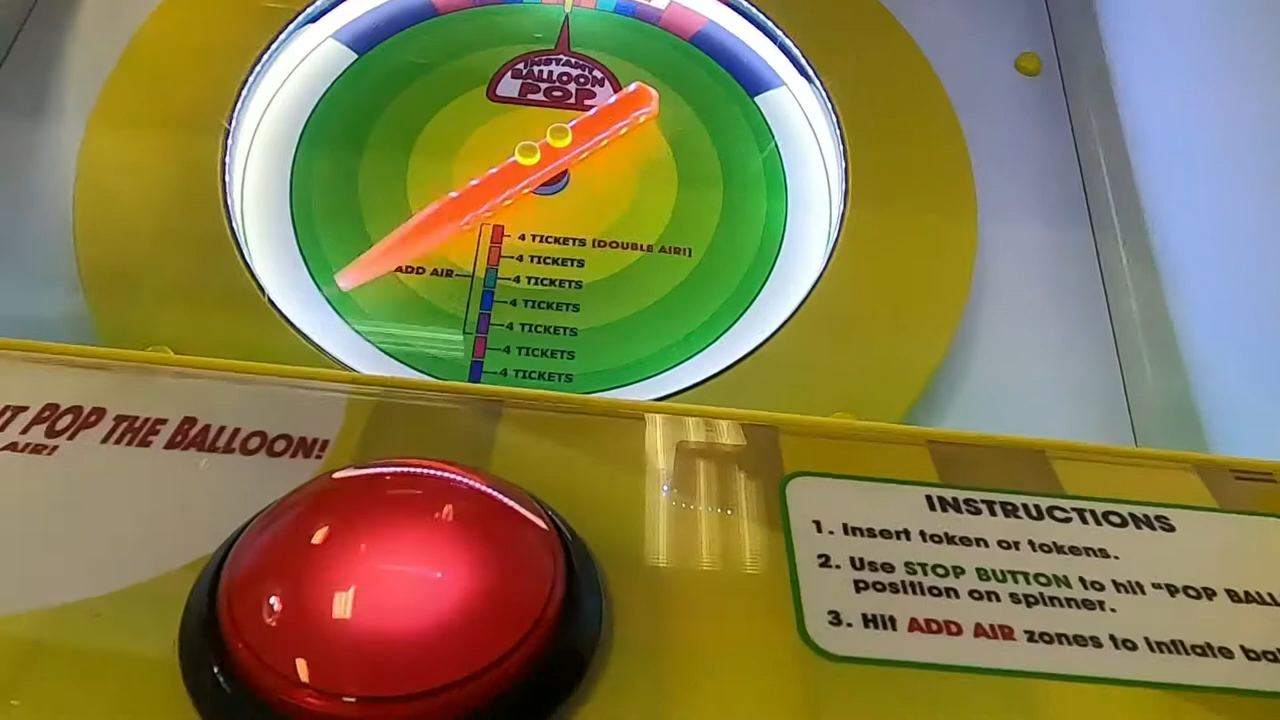 INSTANT
BALLOON
POP
4 TICKETS (DOUBLE AIR!)
4 TICKETS
ADD AIR
4 TICKETS
4 TICKETS
4 TICKETS
4 TICKETS
4 TICKETS
IT POP THE BALLOON!
AIR!
INSTRUCTIONS
1. Insert token or tokens.
2. Use STOP BUTTON to hit "POP BALL
position on spinner.
3. Hit ADD AIR zones to inflate bal